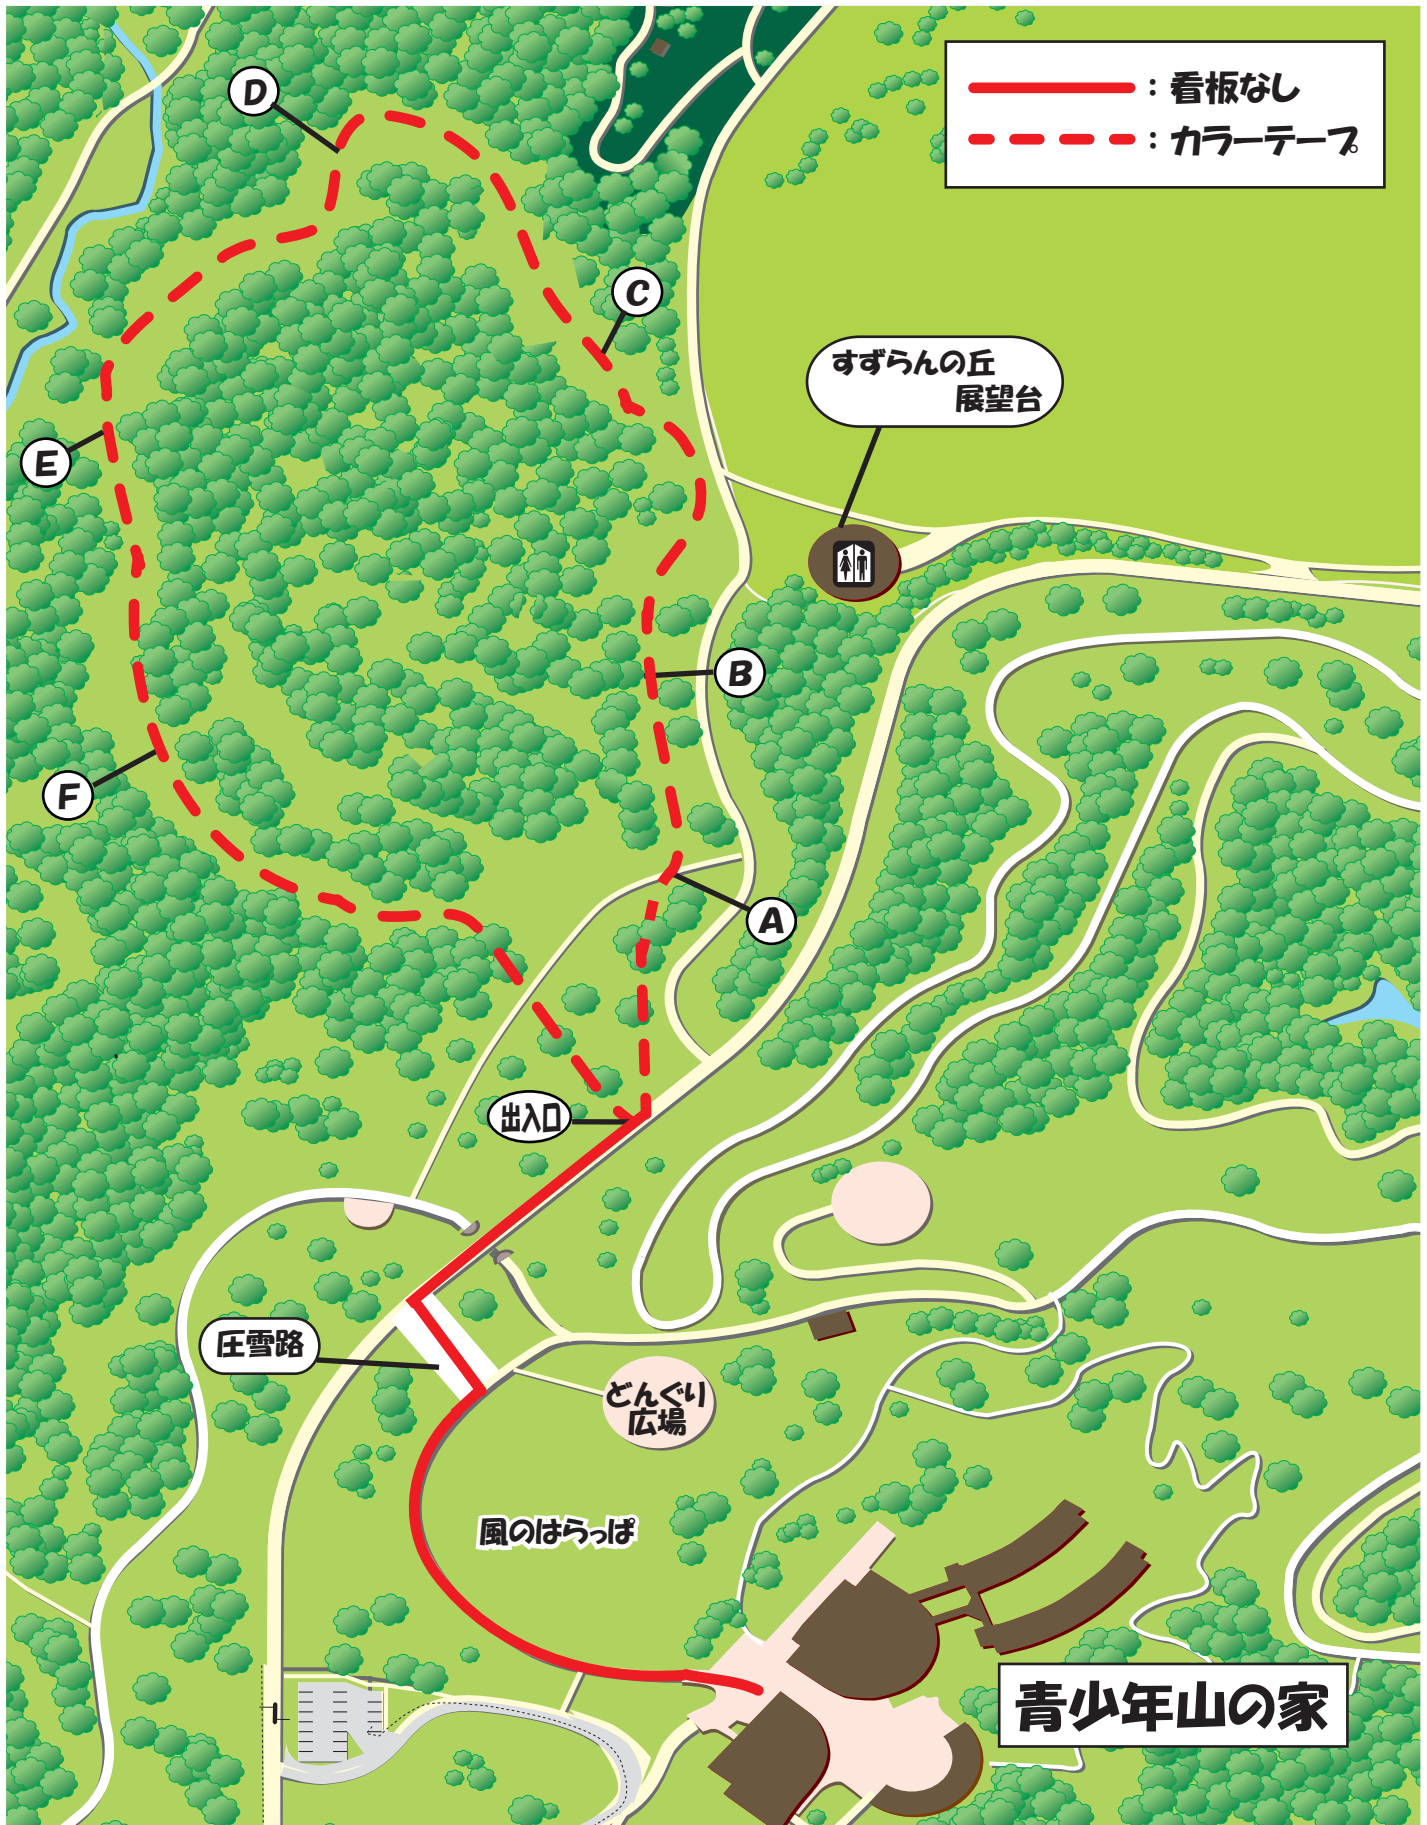 ：看板なし
：カラーテープ。
D
C
すずらんの丘
展望台
E
B
F
A
出入口
圧雪路
どんぐり
広場
風のはらっぱ
青少年山の家